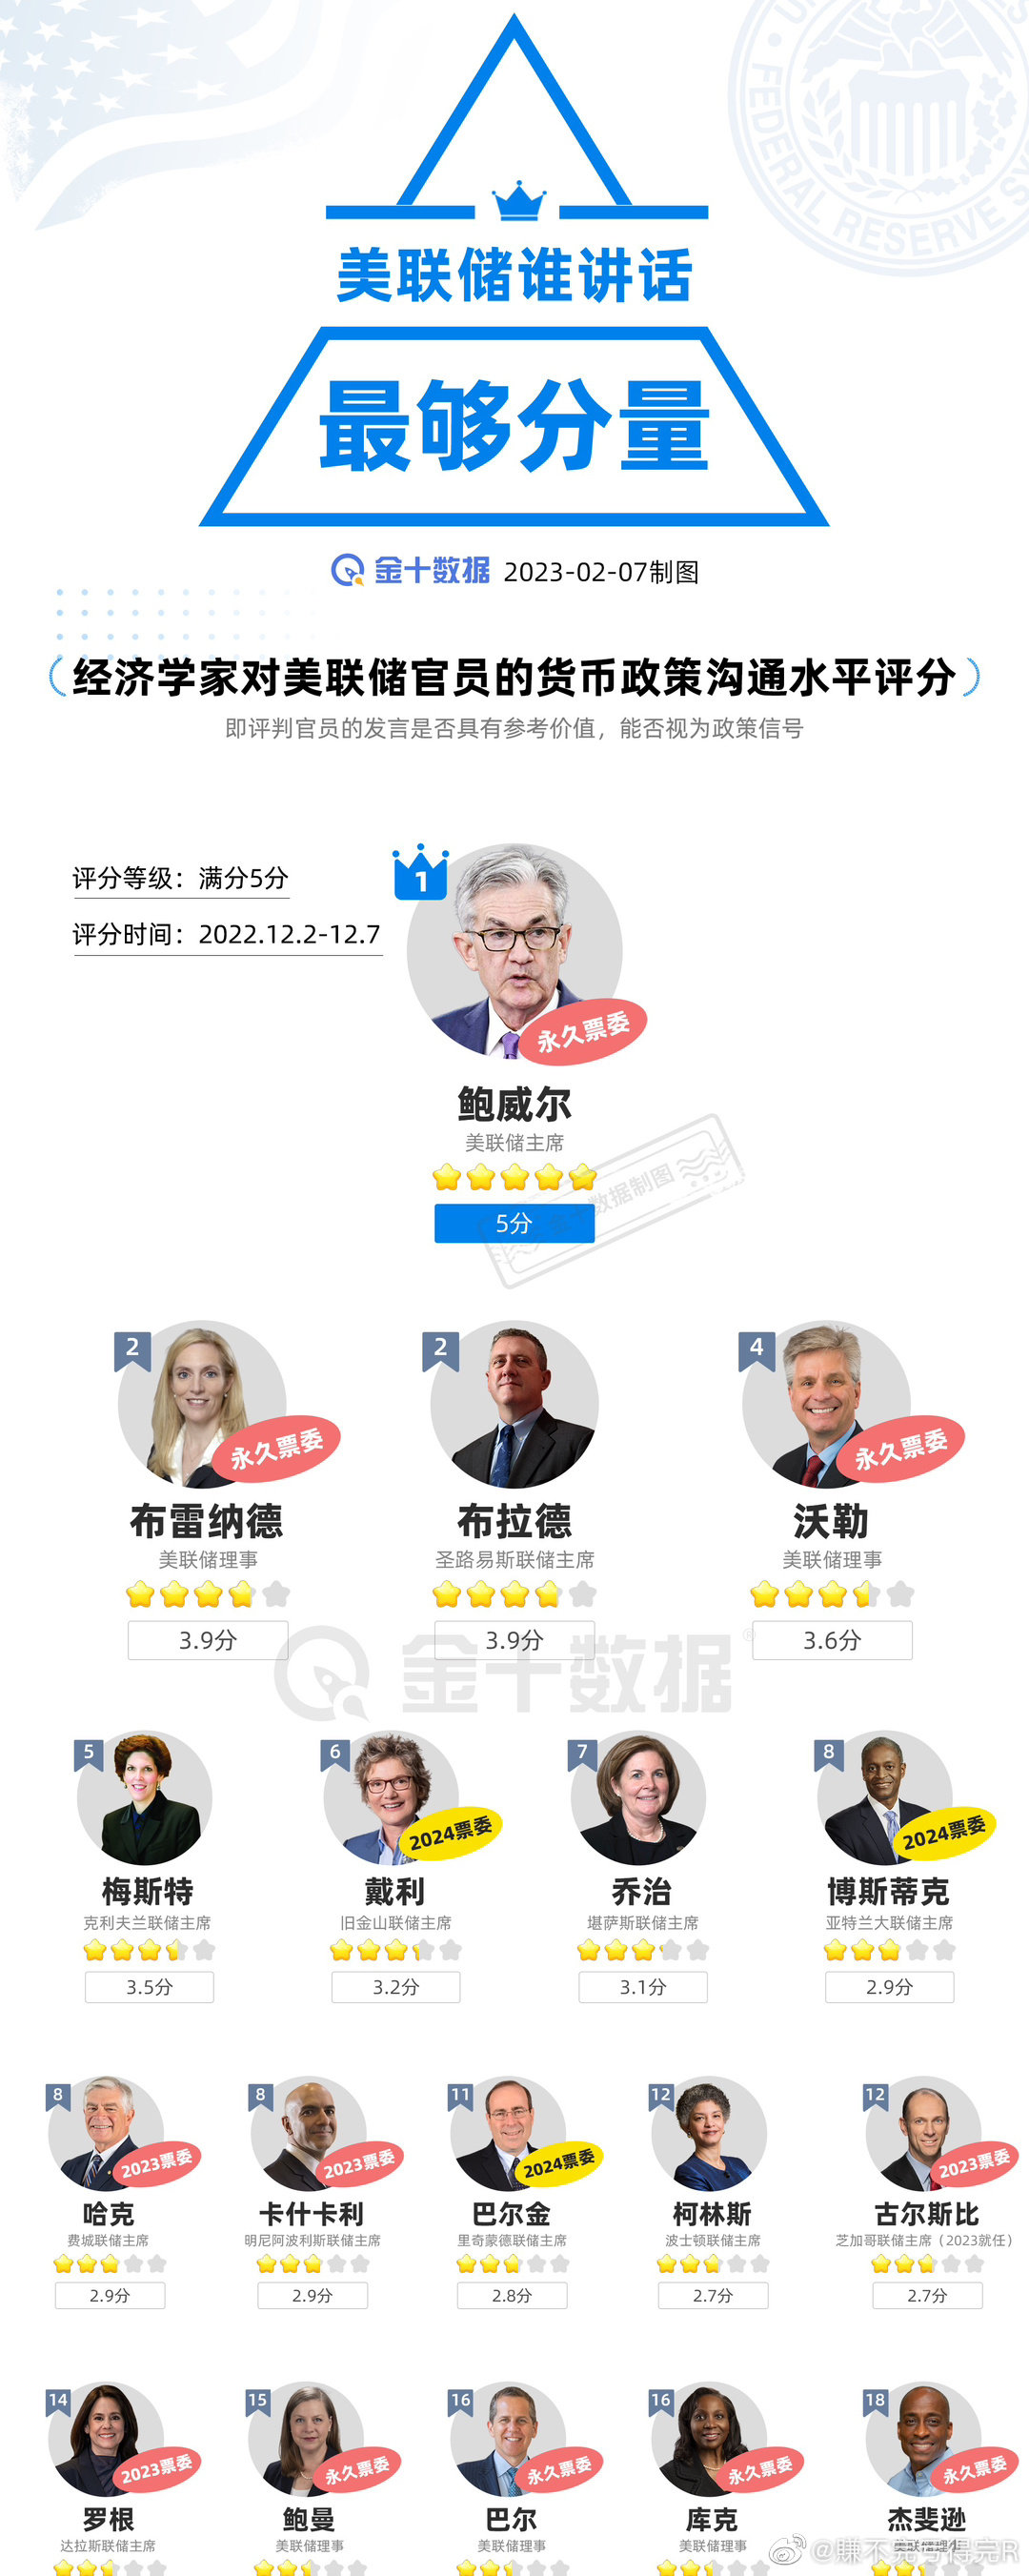 FEDERAL RESERVE SY
美联储谁讲话
最够分量
金十数据 2023-02-07制图
经济学家对美联储官员的货币政策沟通水平评分
即评判官员的发言是否具有参考价值，能否视为政策信号
评分等级：满分5分
评分时间：2022.12.2-12.7
1
永久票委
鲍威尔
美联储主席
5分
金十数据制图
2
永久票委
布雷纳德
美联储理事
3.9分
2
布拉德
圣路易斯联储主席
3.9分
4
永久票委
沃勒
美联储理事
3.6分
金十数据
5
梅斯特
克利夫兰联储主席
3.5分
6
2024票委
戴利
旧金山联储主席
3.2分
7
乔治
堪萨斯联储主席
3.1分
8
2024票委
博斯蒂克
亚特兰大联储主席
2.9分
8
2023票委
哈克
费城联储主席
2.9分
8
2023票委
卡什卡利
明尼阿波利斯联储主席
2.9分
11
2024票委
巴尔金
里奇蒙德联储主席
2.8分
12
柯林斯
波士顿联储主席
2.7分
12
2023票委
古尔斯比
芝加哥联储主席（2023就任）
2.7分
14
2023票委
罗根
达拉斯联储主席
15
永久票委
鲍曼
美联储理事
16
永久票委
巴尔
美联储理事
16
永久票委
库克
美联储理事
18
永久票委
杰斐逊
美联储理事
@賺不完亏得完R